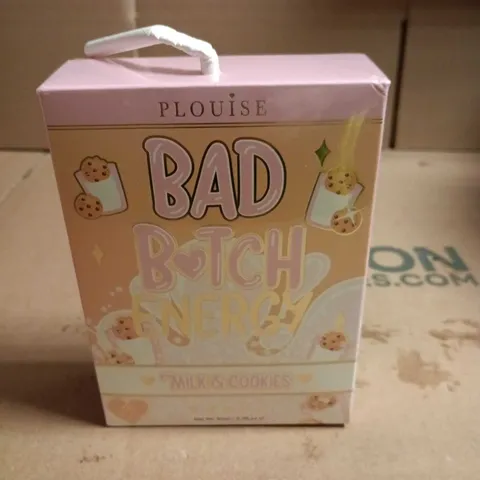 PLOUISE
BAD
B♥TCH
ENERGY
MILK & COOKIES
ON
S.COM